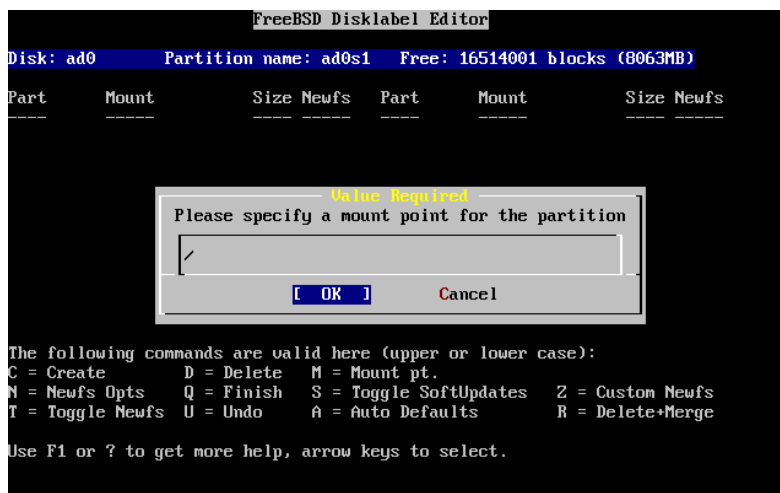 FreeBSD Disklabel Editor
Disk: ad0 Partition name: ad0s1 Free: 16514001 blocks (8063MB)
Part Mount Size Newfs Part Mount Size Newfs
---- ----- ---- ----- ---- ----- ---- -----
Value Required
Please specify a mount point for the partition
/
[ OK ] Cancel
The following commands are valid here (upper or lower case):
C = Create D = Delete M = Mount pt.
N = Newfs Opts Q = Finish S = Toggle SoftUpdates Z = Custom Newfs
T = Toggle Newfs U = Undo A = Auto Defaults R = Delete+Merge
Use F1 or ? to get more help, arrow keys to select.